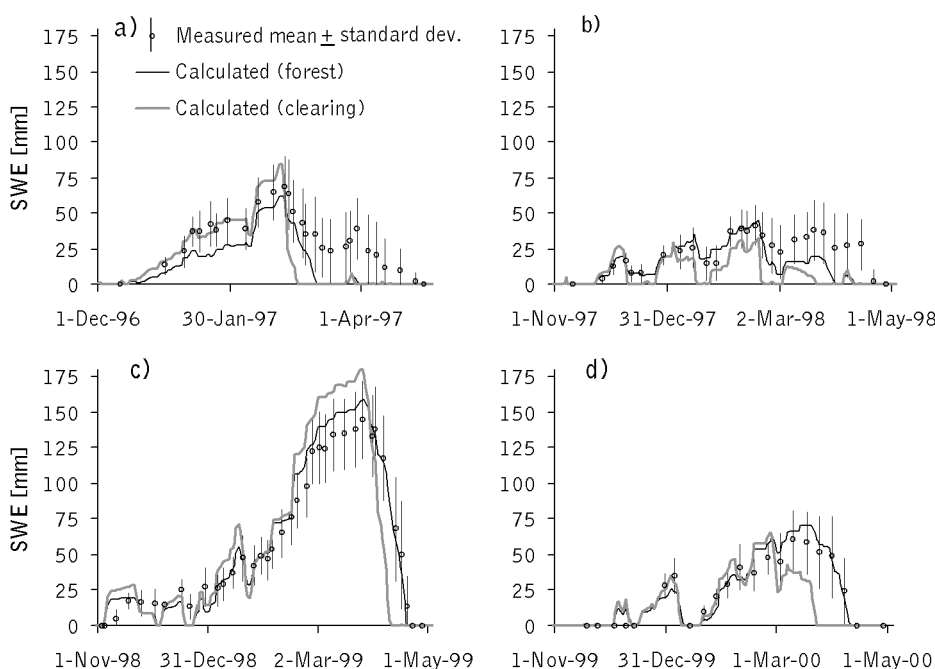 a)
Measured mean ± standard dev.
Calculated (forest)
Calculated (clearing)
SWE [mm]
175
150
125
100
75
50
25
0
1-Dec-96
30-Jan-97
1-Apr-97
b)
175
150
125
100
75
50
25
0
1-Nov-97
31-Dec-97
2-Mar-98
1-May-98
c)
SWE [mm]
175
150
125
100
75
50
25
0
1-Nov-98
31-Dec-98
2-Mar-99
1-May-99
d)
175
150
125
100
75
50
25
0
1-Nov-99
31-Dec-99
1-Mar-00
1-May-00